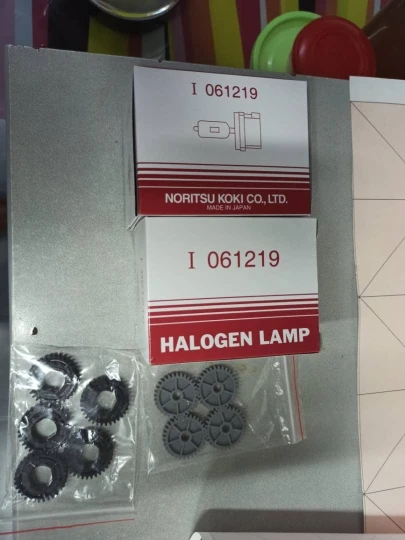 I 061219
NORITSU KOKI CO., LTD.
MADE IN JAPAN
I 061219
HALOGEN LAMP